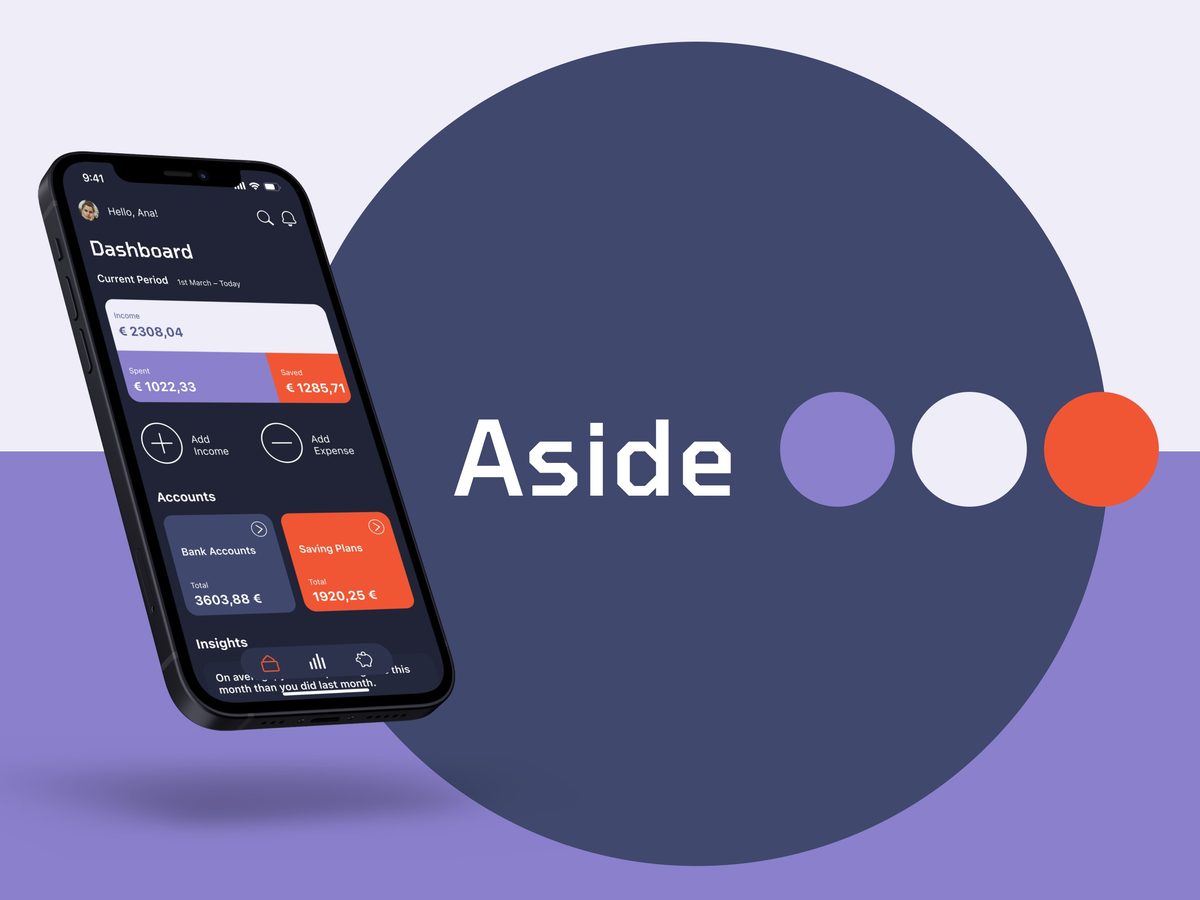 9:41
Hello, Ana!
Dashboard
Current Period 1st March – Today
Income
€ 2308,04
Spent
€ 1022,33
Saved
€ 1285,71
Add Income
Add Expense
Accounts
Bank Accounts
Total
3603,88 €
Saving Plans
Total
1920,25 €
Insights
On this
month than you did last month.
Aside